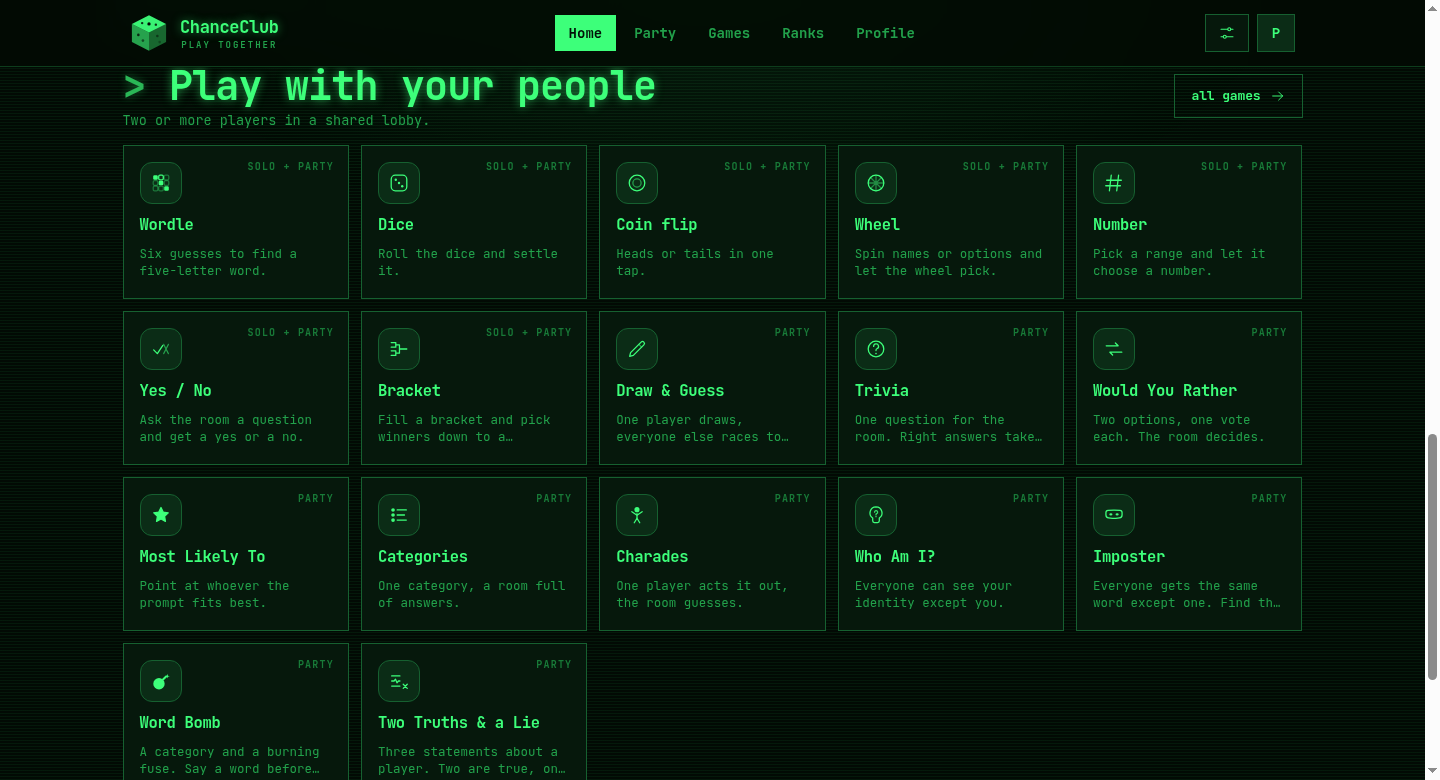 ChanceClub
PLAY TOGETHER
Home
Party
Games
Ranks
Profile
P
> Play with your people
Two or more players in a shared lobby.
all games →
SOLO + PARTY
Wordle
Six guesses to find a
five-letter word.
SOLO + PARTY
Dice
Roll the dice and settle
it.
SOLO + PARTY
Coin flip
Heads or tails in one
tap.
SOLO + PARTY
Wheel
Spin names or options and
let the wheel pick.
SOLO + PARTY
Number
Pick a range and let it
choose a number.
SOLO + PARTY
Yes / No
Ask the room a question
and get a yes or a no.
SOLO + PARTY
Bracket
Fill a bracket and pick
winners down to a…
PARTY
Draw & Guess
One player draws,
everyone else races to…
PARTY
Trivia
One question for the
room. Right answers take…
PARTY
Would You Rather
Two options, one vote
each. The room decides.
PARTY
Most Likely To
Point at whoever the
prompt fits best.
PARTY
Categories
One category, a room full
of answers.
PARTY
Charades
One player acts it out,
the room guesses.
PARTY
Who Am I?
Everyone can see your
identity except you.
PARTY
Imposter
Everyone gets the same
word except one. Find th…
PARTY
Word Bomb
A category and a burning
fuse. Say a word before…
PARTY
Two Truths & a Lie
Three statements about a
player. Two are true, on…